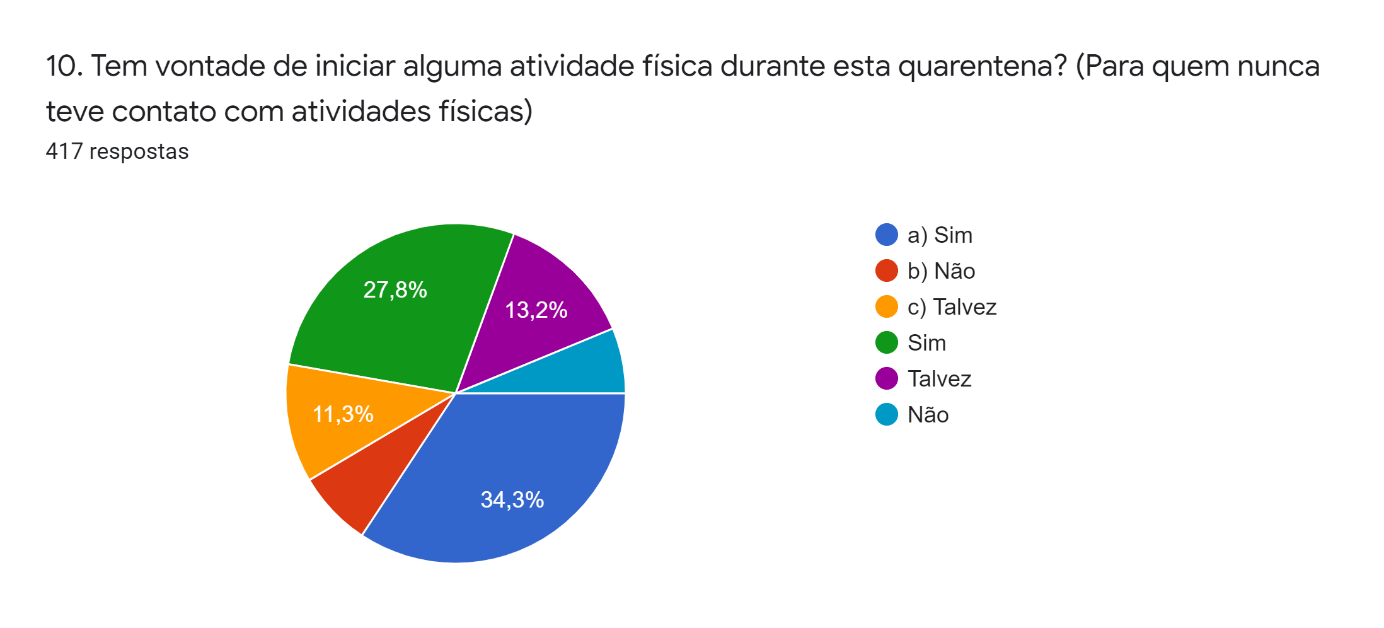 10. Tem vontade de iniciar alguma atividade física durante esta quarentena? (Para quem nunca
teve contato com atividades físicas)
417 respostas
27,8%
13,2%
11,3%
34,3%
a) Sim
b) Não
c) Talvez
Sim
Talvez
Não